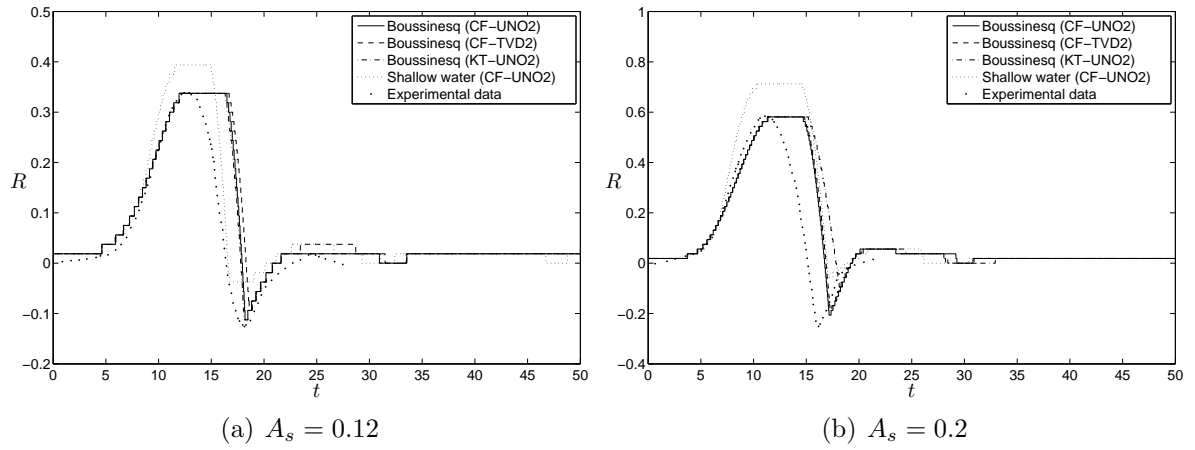 0.5
0.4
0.3
0.2
0.1
0
−0.1
−0.2
R
0 5 10 15 20 25 30 35 40 45 50
t
Boussinesq (CF−UNO2)
Boussinesq (CF−TVD2)
Boussinesq (KT−UNO2)
Shallow water (CF−UNO2)
Experimental data
(a) A_s = 0.12
1
0.8
0.6
0.4
0.2
0
−0.2
−0.4
R
0 5 10 15 20 25 30 35 40 45 50
t
Boussinesq (CF−UNO2)
Boussinesq (CF−TVD2)
Boussinesq (KT−UNO2)
Shallow water (CF−UNO2)
Experimental data
(b) A_s = 0.2